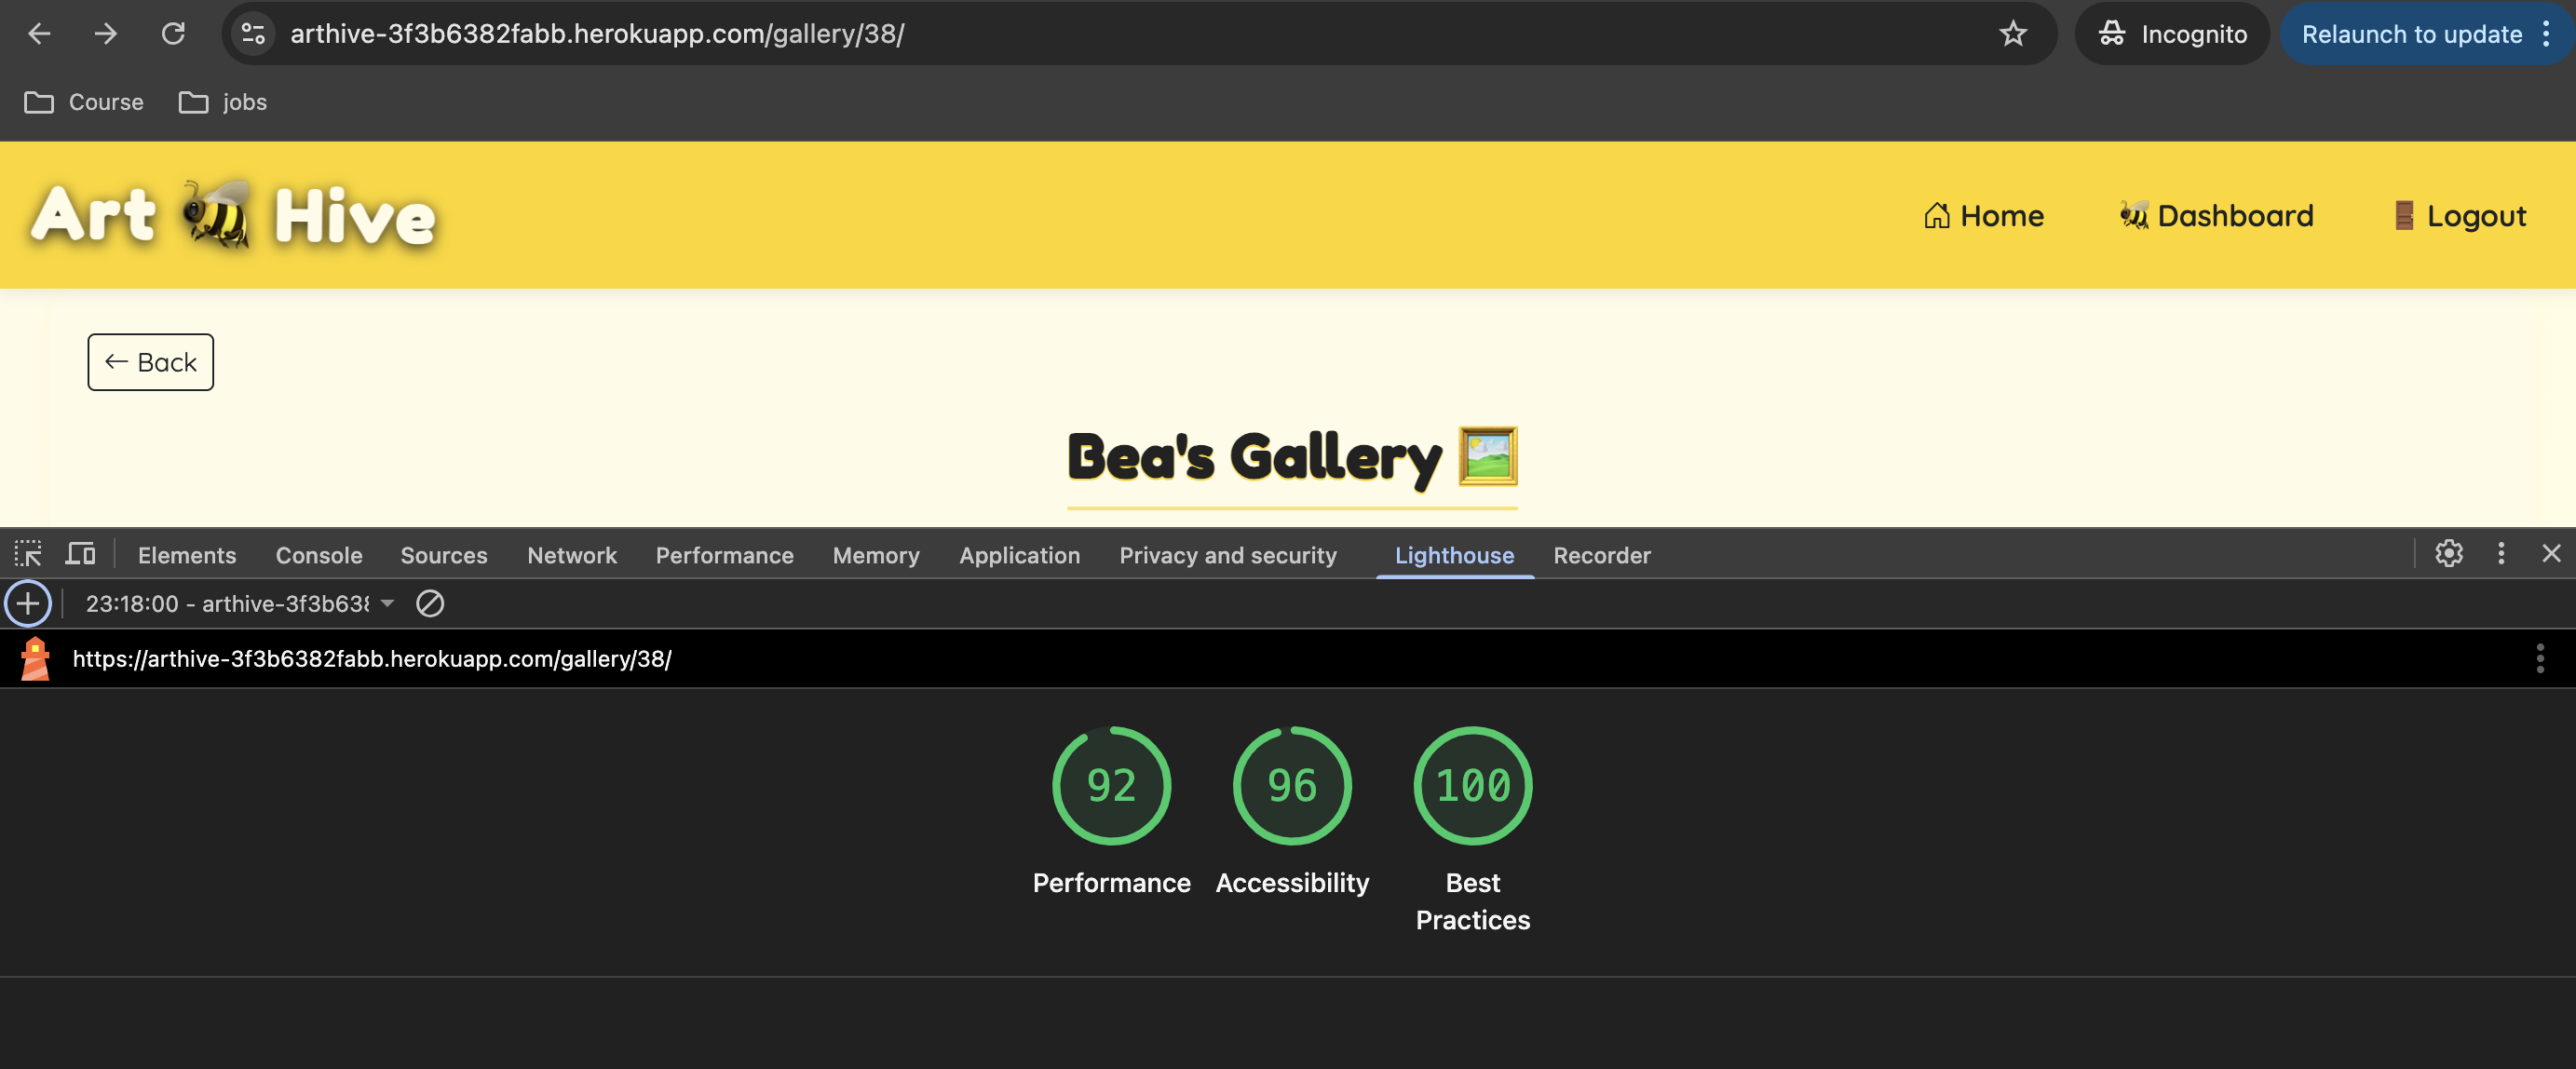 arthive-3f3b6382fabb.herokuapp.com/gallery/38/
Incognito
Relaunch to update
Course
jobs
Art Hive
Home
Dashboard
Logout
← Back
Bea's Gallery
Elements
Console
Sources
Network
Performance
Memory
Application
Privacy and security
Lighthouse
Recorder
23:18:00 - arthive-3f3b638
https://arthive-3f3b6382fabb.herokuapp.com/gallery/38/
92
96
100
Performance
Accessibility
Best
Practices